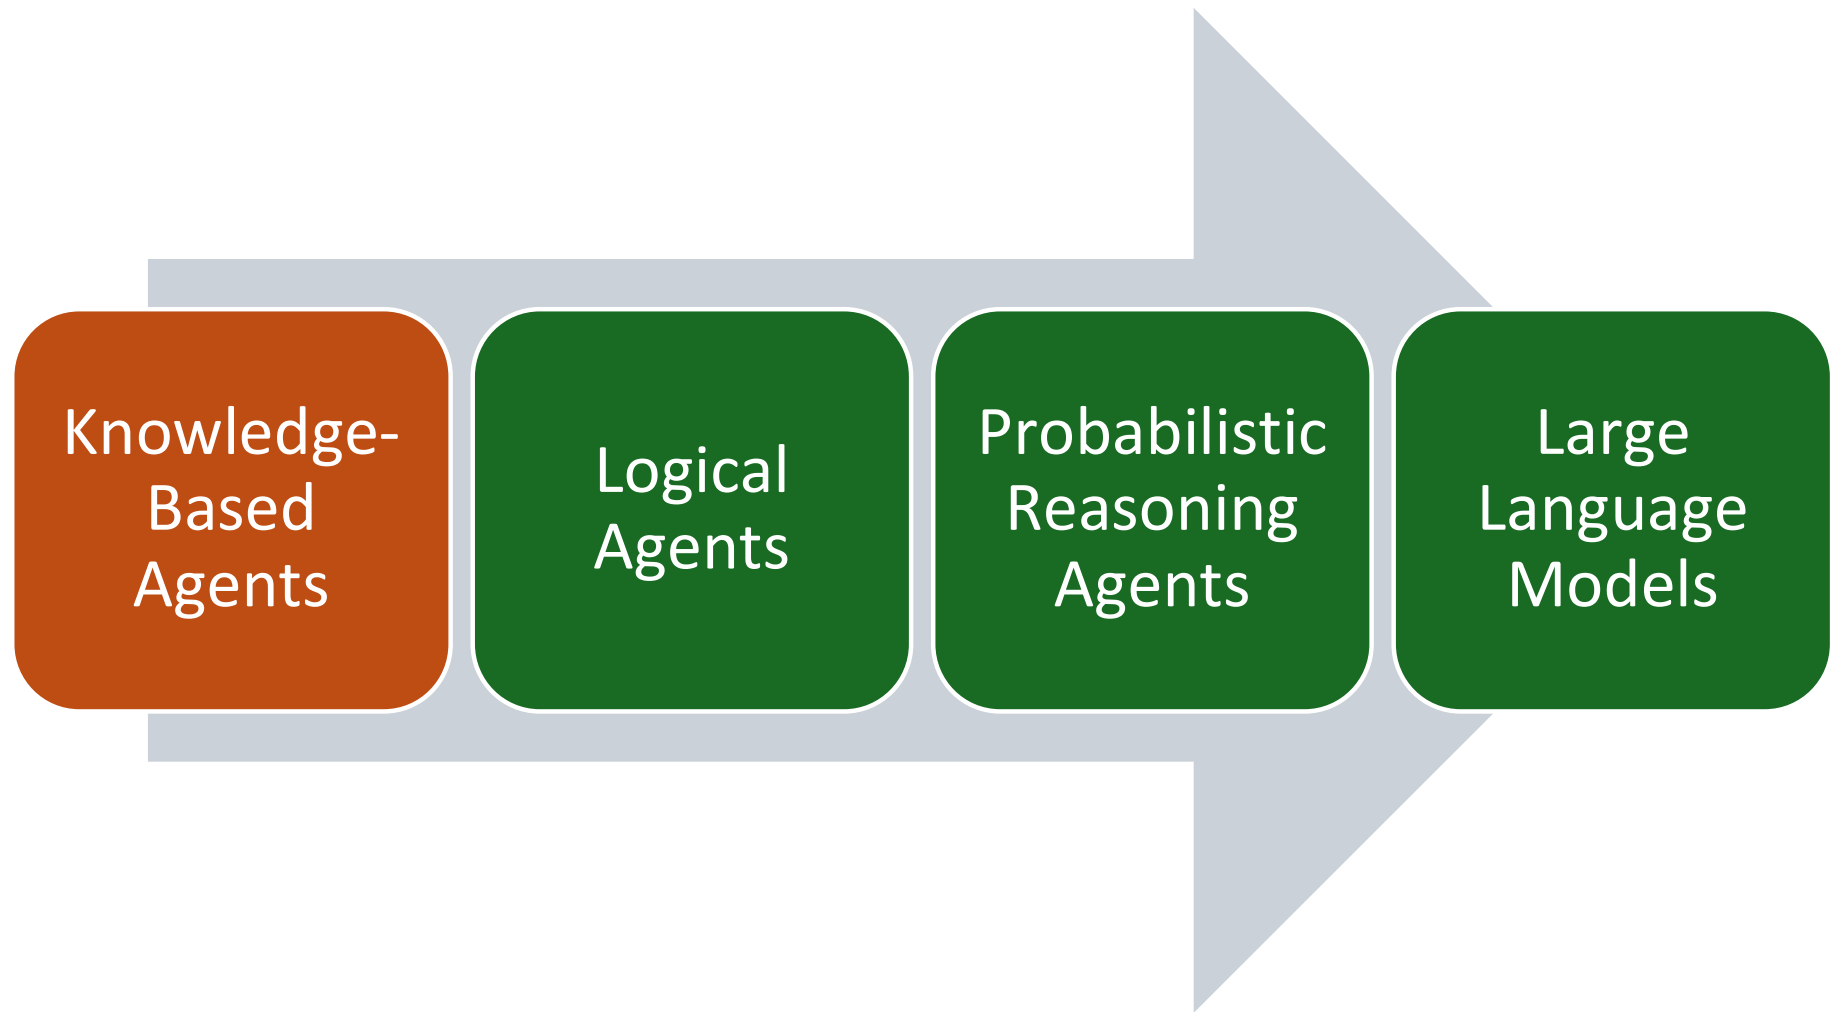 Knowledge-
Based
Agents
Logical
Agents
Probabilistic
Reasoning
Agents
Large
Language
Models